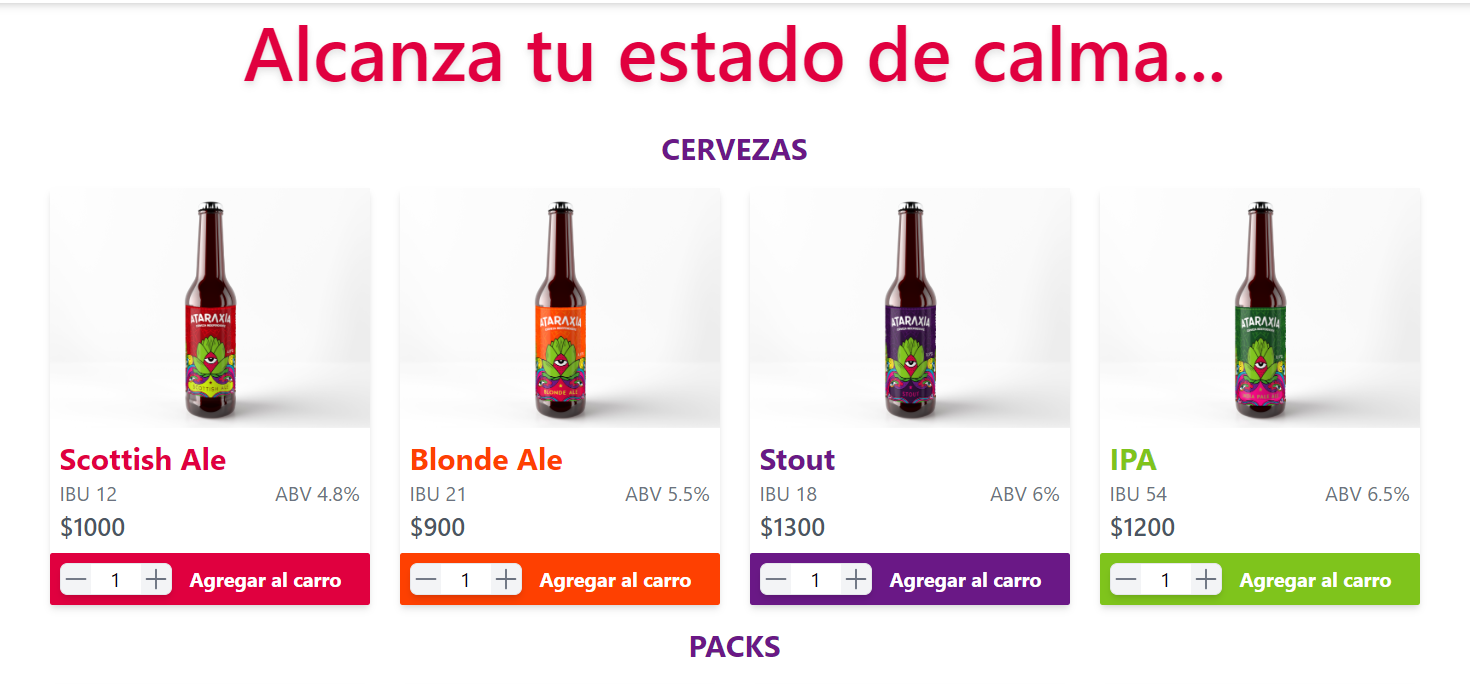 Alcanza tu estado de calma...
CERVEZAS
ATARAXIA
SCOTTISH ALE
Scottish Ale
IBU 12 ABV 4.8%
$1000
1 Agregar al carro
ATARAXIA
BLONDE ALE
Blonde Ale
IBU 21 ABV 5.5%
$900
1 Agregar al carro
ATARAXIA
STOUT
Stout
IBU 18 ABV 6%
$1300
1 Agregar al carro
ATARAXIA
INDIA PALE ALE
IPA
IBU 54 ABV 6.5%
$1200
1 Agregar al carro
PACKS